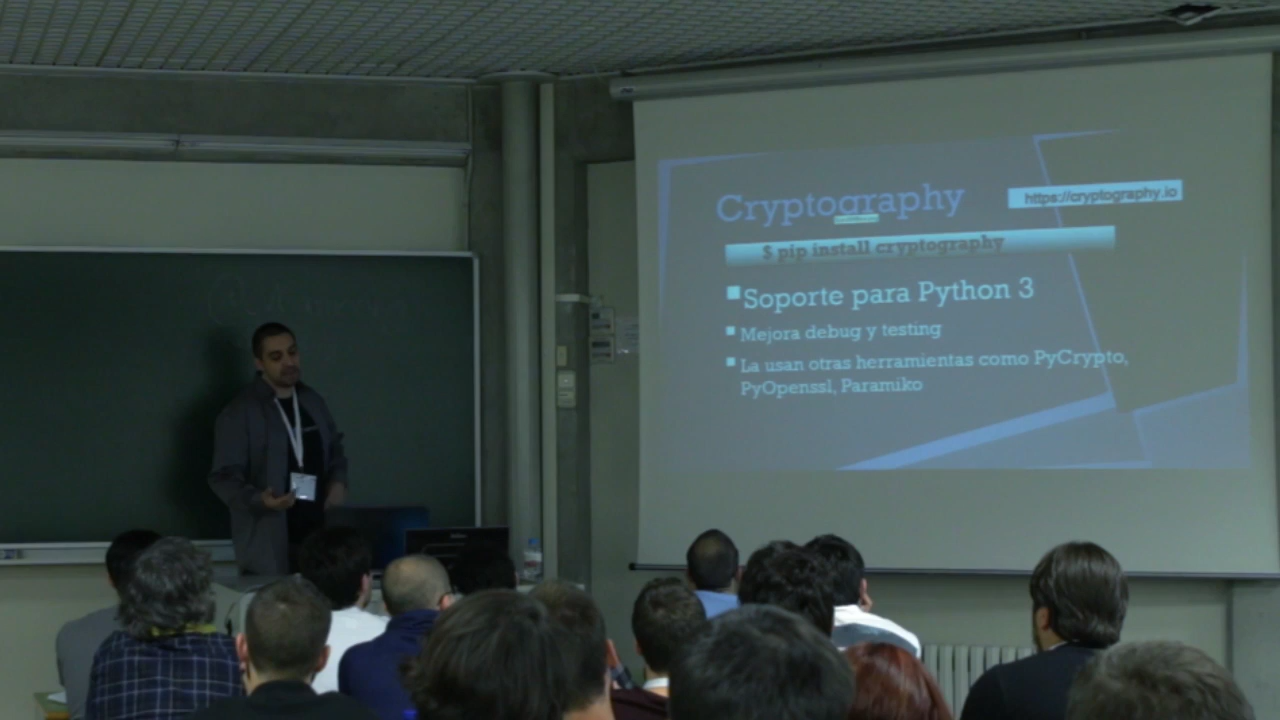 Cryptography
https://cryptography.io
$ pip install cryptography
Soporte para Python 3
Mejora debug y testing
La usan otras herramientas como PyCrypto,
PyOpenssl, Paramiko